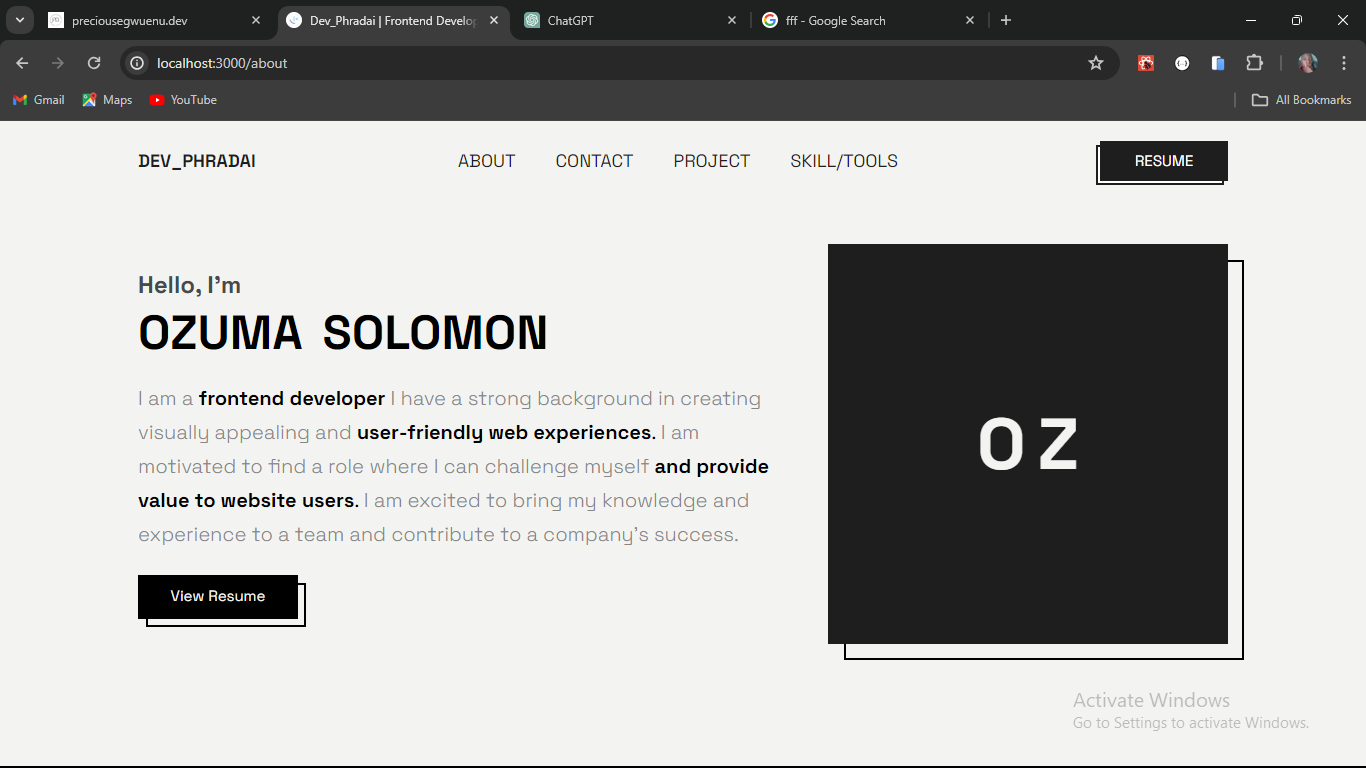 preciousegwuenu.dev
Dev_Phradai | Frontend Develop
ChatGPT
fff - Google Search
localhost:3000/about
Gmail
Maps
YouTube
All Bookmarks
DEV_PHRADAI
ABOUT
CONTACT
PROJECT
SKILL/TOOLS
RESUME
Hello, I'm
OZUMA SOLOMON
I am a frontend developer I have a strong background in creating
visually appealing and user-friendly web experiences. I am
motivated to find a role where I can challenge myself and provide
value to website users. I am excited to bring my knowledge and
experience to a team and contribute to a company's success.
View Resume
OZ
Activate Windows
Go to Settings to activate Windows.